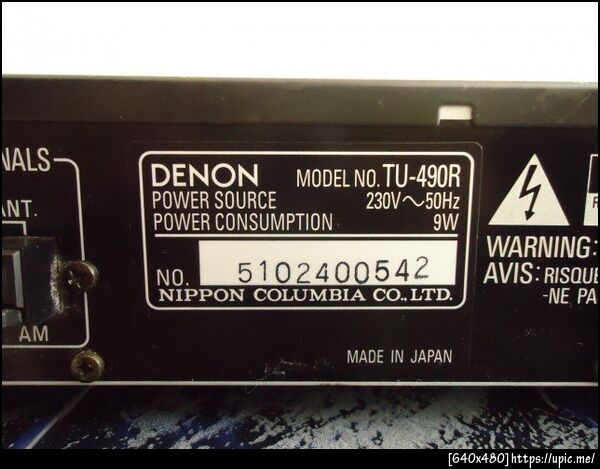 NALS
ANT.
AM
DENON MODEL NO. TU-490R
POWER SOURCE 230V～50Hz
POWER CONSUMPTION 9W
NO. 5102400542
NIPPON COLUMBIA CO., LTD.
MADE IN JAPAN
WARNING:
AVIS: RISQUE
-NE PA
[640x480]https://upic.me/